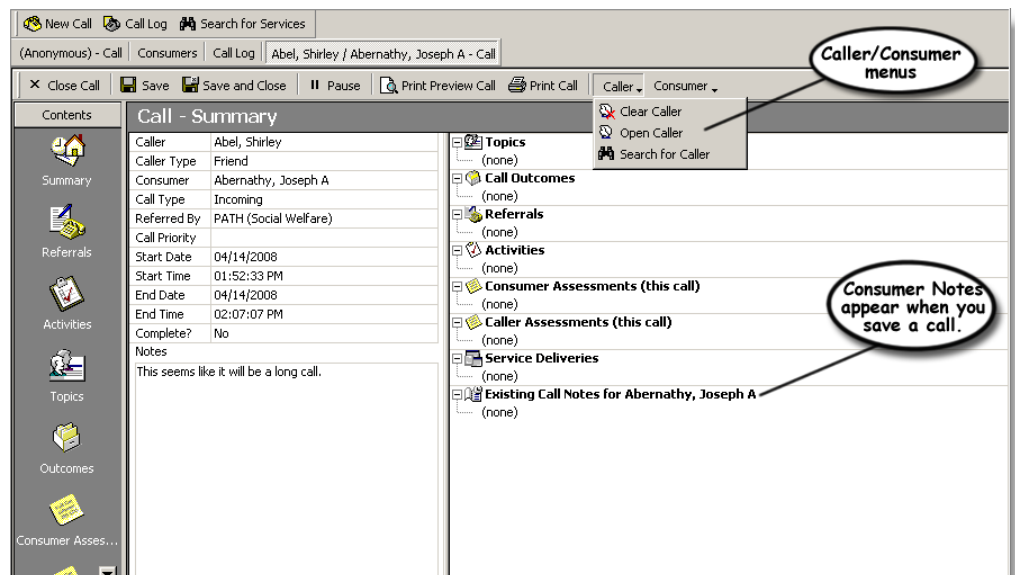 New Call Call Log Search for Services
(Anonymous) - Call Consumers Call Log Abel, Shirley / Abernathy, Joseph A - Call
Caller/Consumer
menus
Close Call Save Save and Close Pause Print Preview Call Print Call Caller Consumer
Clear Caller
Open Caller
Search for Caller
Contents
Summary
Referrals
Activities
Topics
Outcomes
Consumer Asses...
Call - Summary
Caller Abel, Shirley
Caller Type Friend
Consumer Abernathy, Joseph A
Call Type Incoming
Referred By PATH (Social Welfare)
Call Priority
Start Date 04/14/2008
Start Time 01:52:33 PM
End Date 04/14/2008
End Time 02:07:07 PM
Complete? No
Notes
This seems like it will be a long call.
Topics
(none)
Call Outcomes
(none)
Referrals
(none)
Activities
(none)
Consumer Assessments (this call)
(none)
Caller Assessments (this call)
(none)
Service Deliveries
(none)
Existing Call Notes for Abernathy, Joseph A
(none)
Consumer Notes
appear when you
save a call.